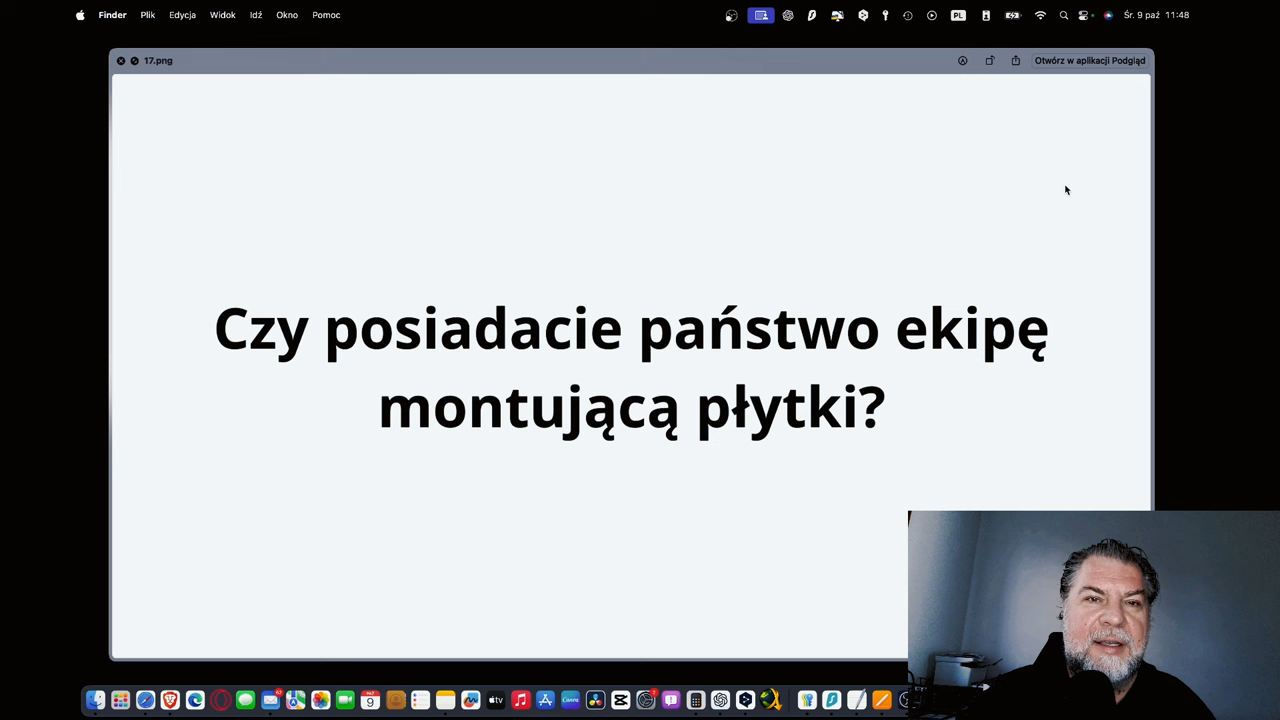 Finder Plik Edycja Widok Idź Okno Pomoc PL Śr. 9 paź 11:48
17.png Otwórz w aplikacji Podgląd
Czy posiadacie państwo ekipę
montującą płytki?